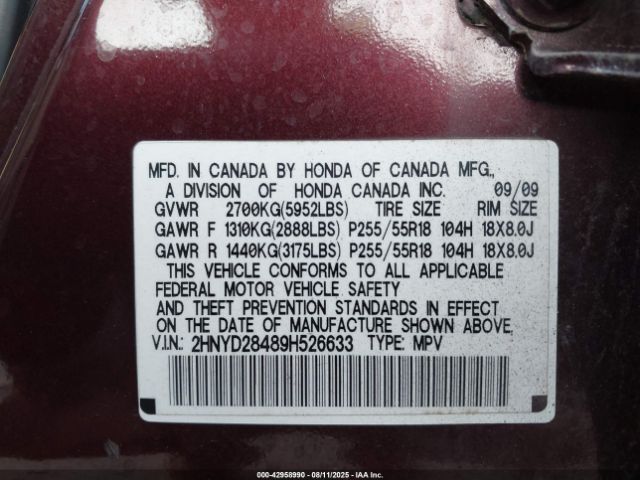 MFD. IN CANADA BY HONDA OF CANADA MFG.,
A DIVISION OF HONDA CANADA INC. 09/09
GVWR 2700KG(5952LBS) TIRE SIZE RIM SIZE
GAWR F 1310KG(2888LBS) P255/55R18 104H 18X8.0J
GAWR R 1440KG(3175LBS) P255/55R18 104H 18X8.0J
THIS VEHICLE CONFORMS TO ALL APPLICABLE
FEDERAL MOTOR VEHICLE SAFETY
AND THEFT PREVENTION STANDARDS IN EFFECT
ON THE DATE OF MANUFACTURE SHOWN ABOVE.
V.I.N.: 2HNYD28489H526633 TYPE: MPV
000-42958990 - 08/11/2025 - IAA Inc.